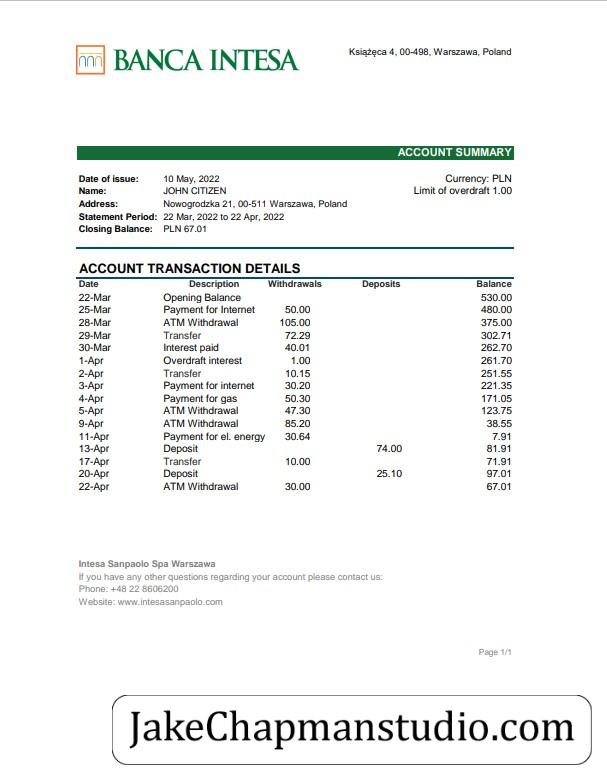 BANCA INTESA
Książęca 4, 00-498, Warszawa, Poland
ACCOUNT SUMMARY
Date of issue: 10 May, 2022
Currency: PLN
Name: JOHN CITIZEN
Limit of overdraft 1.00
Address: Nowogrodzka 21, 00-511 Warszawa, Poland
Statement Period: 22 Mar, 2022 to 22 Apr, 2022
Closing Balance: PLN 67.01
ACCOUNT TRANSACTION DETAILS
Date Description Withdrawals Deposits Balance
22-Mar Opening Balance 530.00
25-Mar Payment for Internet 50.00 480.00
28-Mar ATM Withdrawal 105.00 375.00
29-Mar Transfer 72.29 302.71
30-Mar Interest paid 40.01 262.70
1-Apr Overdraft interest 1.00 261.70
2-Apr Transfer 10.15 251.55
3-Apr Payment for internet 30.20 221.35
4-Apr Payment for gas 50.30 171.05
5-Apr ATM Withdrawal 47.30 123.75
9-Apr ATM Withdrawal 85.20 38.55
11-Apr Payment for el. energy 30.64 7.91
13-Apr Deposit 74.00 81.91
17-Apr Transfer 10.00 71.91
20-Apr Deposit 25.10 97.01
22-Apr ATM Withdrawal 30.00 67.01
Intesa Sanpaolo Spa Warszawa
If you have any other questions regarding your account please contact us:
Phone: +48 22 8606200
Website: www.intesasanpaolo.com
Page 1/1
JakeChapmanstudio.com